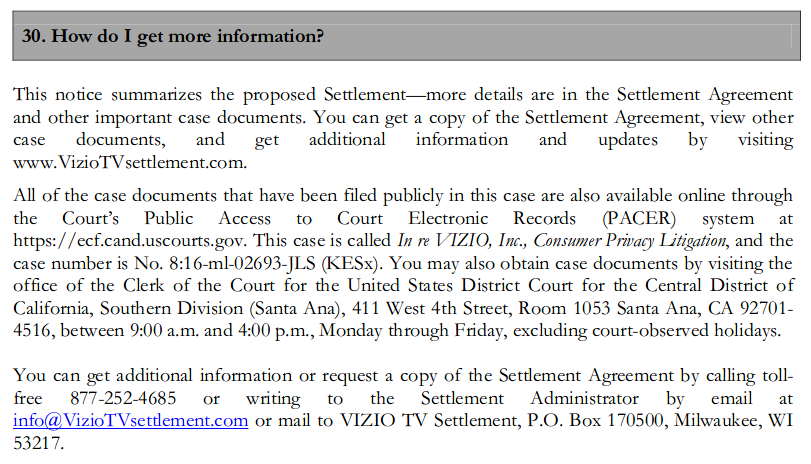 30. How do I get more information?
This notice summarizes the proposed Settlement—more details are in the Settlement Agreement
and other important case documents. You can get a copy of the Settlement Agreement, view other
case documents, and get additional information and updates by visiting
www.VizioTVsettlement.com.
All of the case documents that have been filed publicly in this case are also available online through
the Court’s Public Access to Court Electronic Records (PACER) system at
https://ecf.cand.uscourts.gov. This case is called In re VIZIO, Inc., Consumer Privacy Litigation, and the
case number is No. 8:16-ml-02693-JLS (KESx). You may also obtain case documents by visiting the
office of the Clerk of the Court for the United States District Court for the Central District of
California, Southern Division (Santa Ana), 411 West 4th Street, Room 1053 Santa Ana, CA 92701-
4516, between 9:00 a.m. and 4:00 p.m., Monday through Friday, excluding court-observed holidays.
You can get additional information or request a copy of the Settlement Agreement by calling toll-
free 877-252-4685 or writing to the Settlement Administrator by email at
info@VizioTVsettlement.com or mail to VIZIO TV Settlement, P.O. Box 170500, Milwaukee, WI
53217.